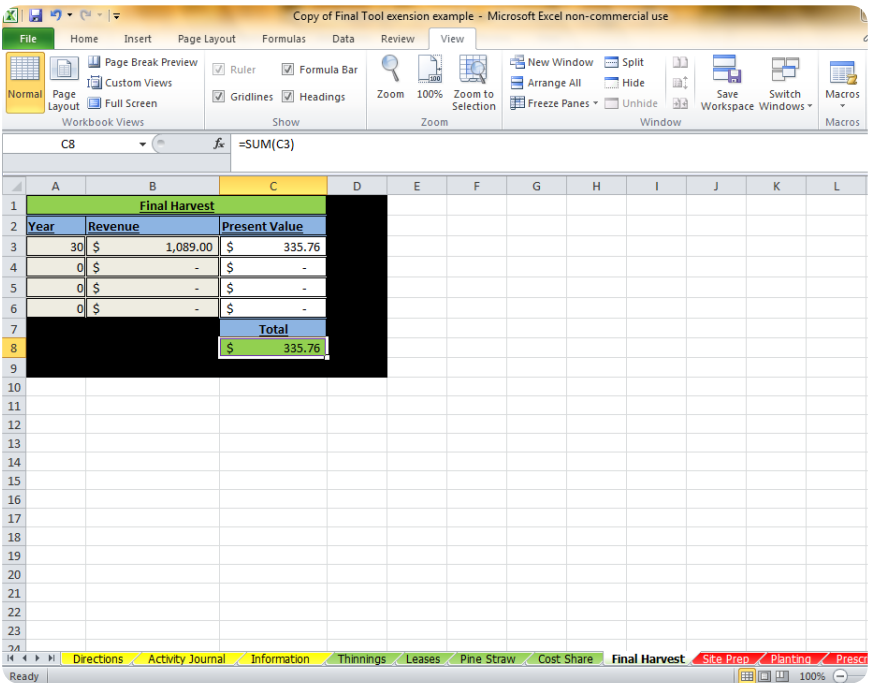 Copy of Final Tool exension example - Microsoft Excel non-commercial use
File Home Insert Page Layout Formulas Data Review View
Normal
Page Layout
Page Break Preview
Custom Views
Full Screen
Workbook Views
Ruler
Formula Bar
Gridlines
Headings
Show
Zoom
100%
Zoom to Selection
Zoom
New Window
Arrange All
Freeze Panes
Split
Hide
Unhide
Save Workspace
Switch Windows
Window
Macros
Macros
C8 fx =SUM(C3)
A B C D E F G H I J K L
1 Final Harvest
2 Year Revenue Present Value
3 30 $ 1,089.00 $ 335.76
4 0 $ - $ -
5 0 $ - $ -
6 0 $ - $ -
7 Total
8 $ 335.76
9
10
11
12
13
14
15
16
17
18
19
20
21
22
23
24
Directions Activity Journal Information Thinnings Leases Pine Straw Cost Share Final Harvest Site Prep Planting Prescr
Ready 100%